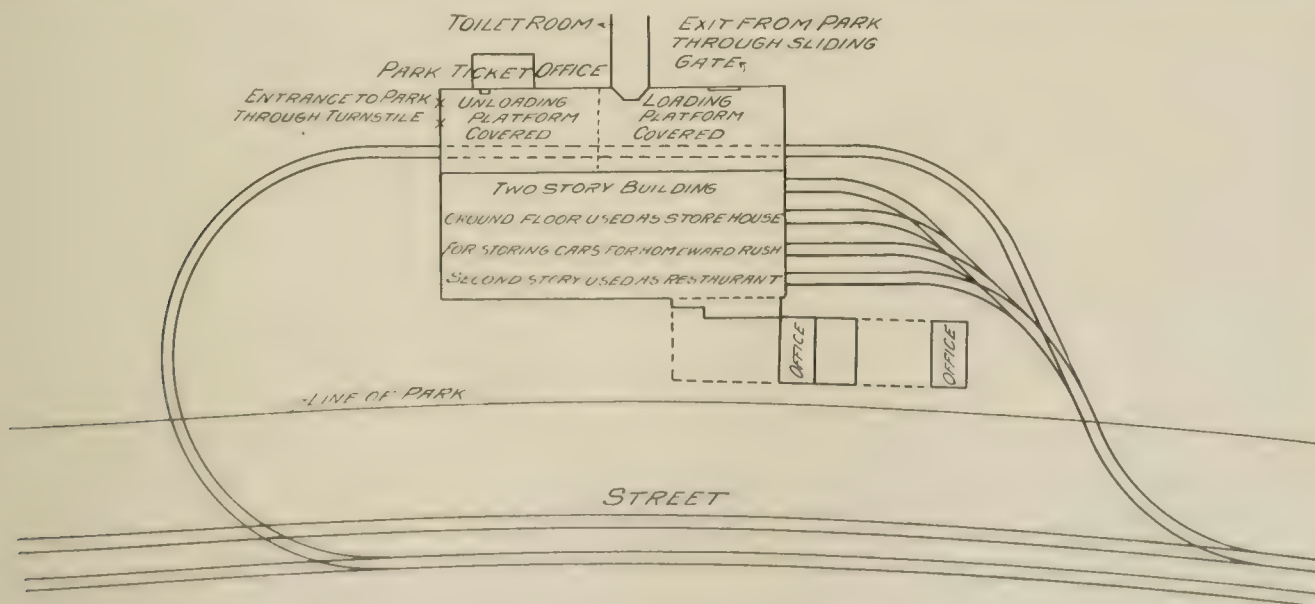 TOILET ROOM
EXIT FROM PARK
THROUGH SLIDING
GATE
PARK TICKET OFFICE
ENTRANCE TO PARK
THROUGH TURNSTILE
UNLOADING
PLATFORM
COVERED
LOADING
PLATFORM
COVERED
TWO STORY BUILDING
GROUND FLOOR USED AS STORE HOUSE
FOR STORING CARS FOR HOMEWARD RUSH
SECOND STORY USED AS RESTAURANT
OFFICE
OFFICE
LINE OF PARK
STREET